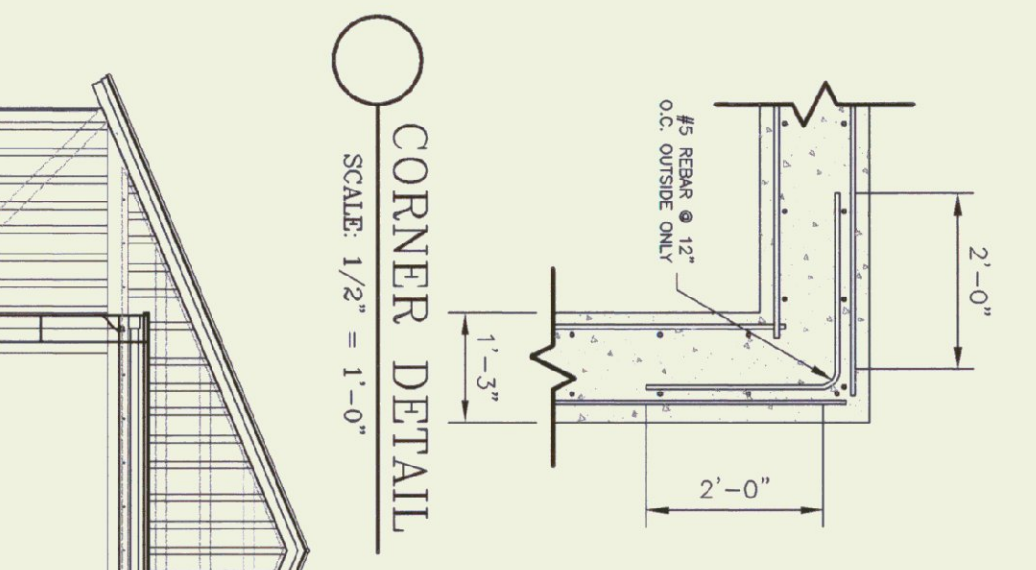 #5 REBAR @ 12"
O.C. OUTSIDE ONLY
2'-0"
1'-3"
2'-0"
CORNER DETAIL
SCALE: 1/2" = 1'-0"